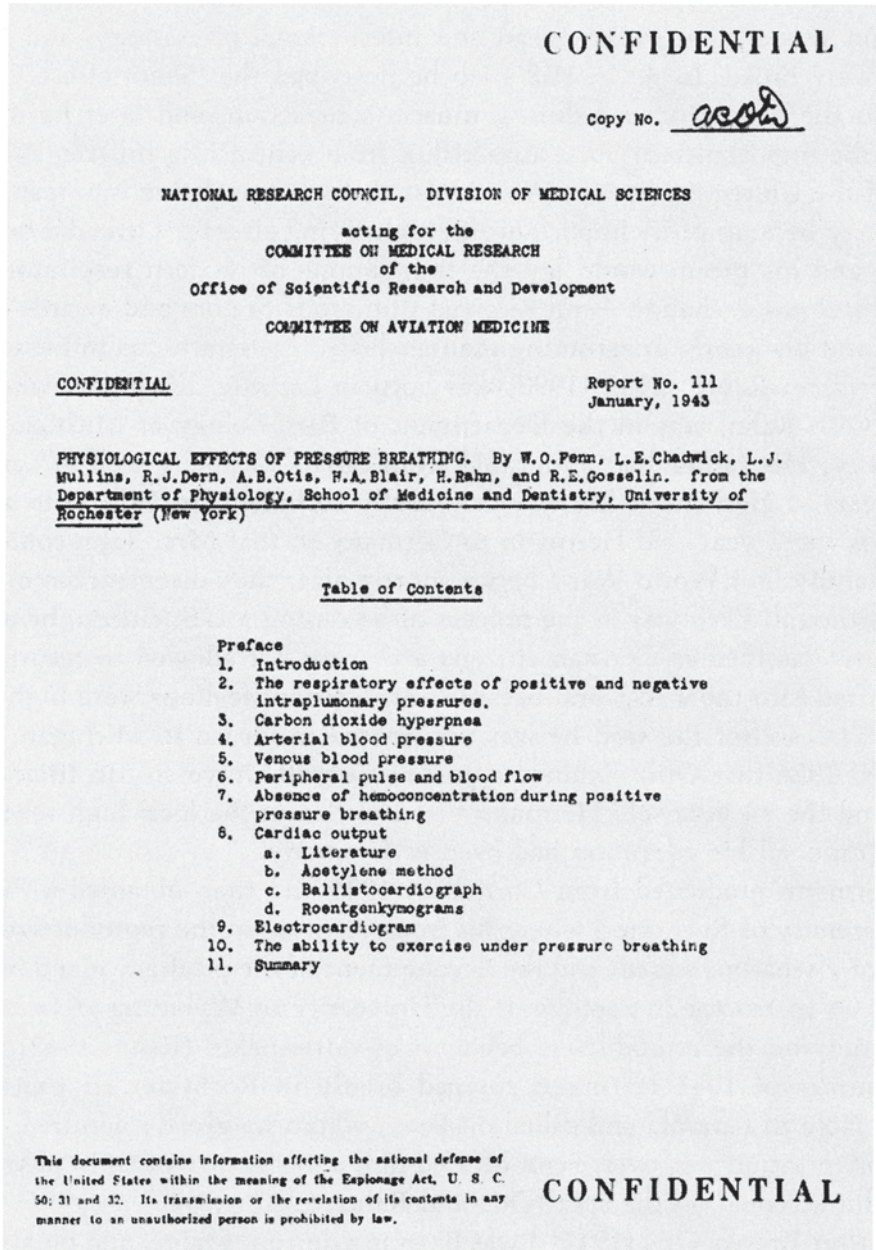 CONFIDENTIAL
Copy No.
NATIONAL RESEARCH COUNCIL, DIVISION OF MEDICAL SCIENCES
acting for the
COMMITTEE ON MEDICAL RESEARCH
of the
Office of Scientific Research and Development
COMMITTEE ON AVIATION MEDICINE
CONFIDENTIAL
Report No. 111
January, 1943
PHYSIOLOGICAL EFFECTS OF PRESSURE BREATHING. By W.O.Fenn, L.E.Chadwick, L.J.
Mullins, R.J.Dern, A.B.Otis, H.A.Blair, H.Rahn, and R.E.Gosselin. from the
Department of Physiology, School of Medicine and Dentistry, University of
Rochester (New York)
Table of Contents
Preface
1. Introduction
2. The respiratory effects of positive and negative
intraplumonary pressures.
3. Carbon dioxide hyperpnea
4. Arterial blood pressure
5. Venous blood pressure
6. Peripheral pulse and blood flow
7. Absence of hemoconcentration during positive
pressure breathing
8. Cardiac output
a. Literature
b. Acetylene method
c. Ballistocardiograph
d. Roentgenkymograms
9. Electrocardiogram
10. The ability to exercise under pressure breathing
11. Summary
This document contains information affecting the national defense of
the United States within the meaning of the Espionage Act, U. S. C.
50; 31 and 32. Its transmission or the revelation of its contents in any
manner to an unauthorized person is prohibited by law.
CONFIDENTIAL